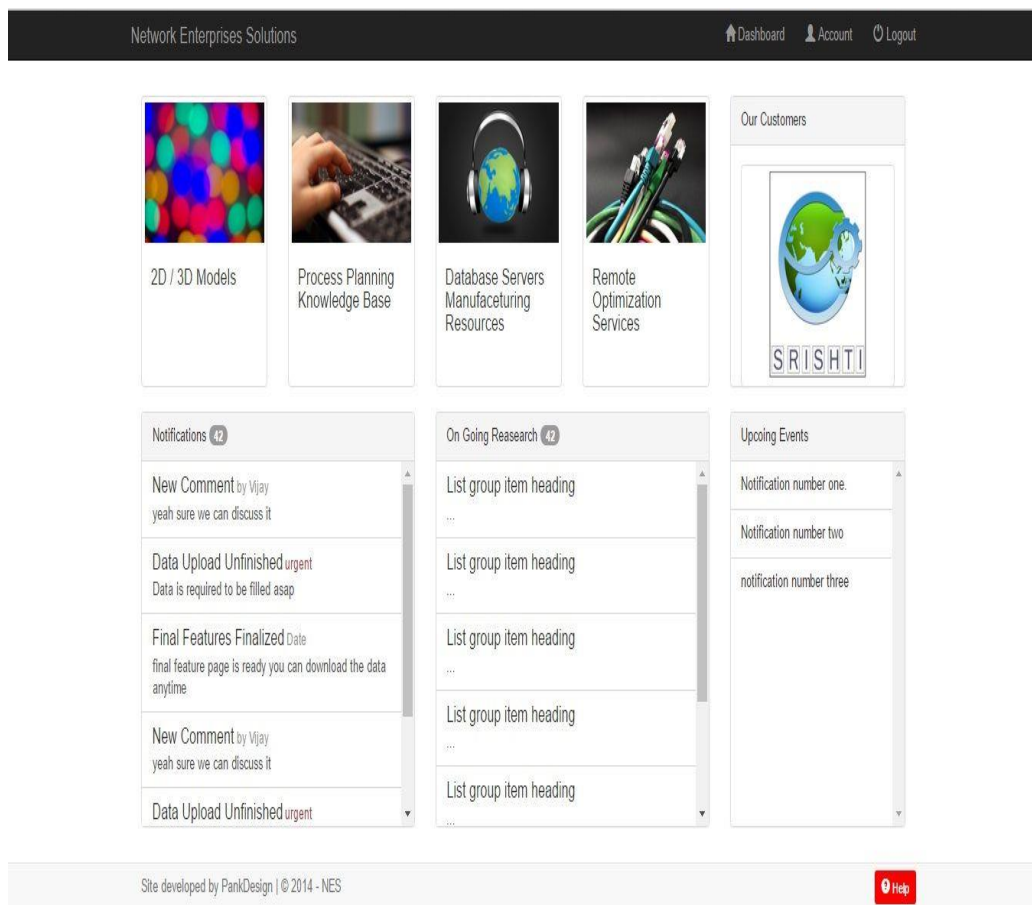 Network Enterprises Solutions
Dashboard
Account
Logout
2D / 3D Models
Process Planning
Knowledge Base
Database Servers
Manufaceturing
Resources
Remote
Optimization
Services
Our Customers
SRISHTI
Notifications 42
New Comment by Vijay
yeah sure we can discuss it
Data Upload Unfinished urgent
Data is required to be filled asap
Final Features Finalized Date
final feature page is ready you can download the data
anytime
New Comment by Vijay
yeah sure we can discuss it
Data Upload Unfinished urgent
On Going Reasearch 42
List group item heading
...
List group item heading
...
List group item heading
...
List group item heading
...
List group item heading
...
Upcoing Events
Notification number one.
Notification number two
notification number three
Site developed by PankDesign | © 2014 - NES
Help